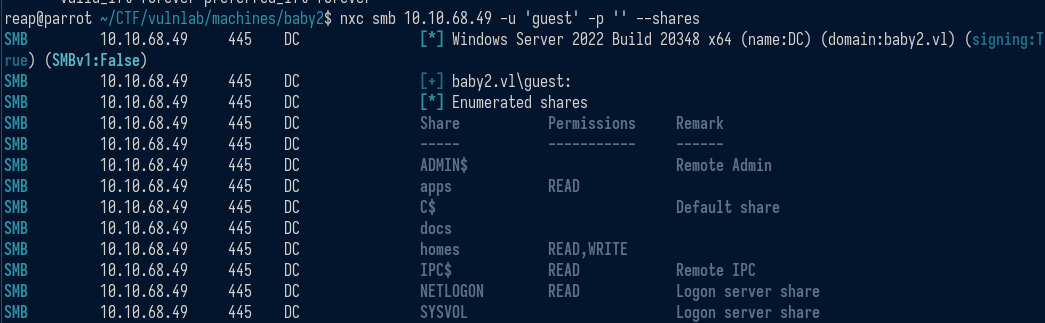 reap@parrot ~/CTF/vulnlab/machines/baby2$ nxc smb 10.10.68.49 -u 'guest' -p '' --shares
SMB 10.10.68.49 445 DC [*] Windows Server 2022 Build 20348 x64 (name:DC) (domain:baby2.vl) (signing:T
rue) (SMBv1:False)
SMB 10.10.68.49 445 DC [+] baby2.vl\guest:
SMB 10.10.68.49 445 DC [*] Enumerated shares
SMB 10.10.68.49 445 DC Share Permissions Remark
SMB 10.10.68.49 445 DC ----- ----------- ------
SMB 10.10.68.49 445 DC ADMIN$ Remote Admin
SMB 10.10.68.49 445 DC apps READ
SMB 10.10.68.49 445 DC C$ Default share
SMB 10.10.68.49 445 DC docs
SMB 10.10.68.49 445 DC homes READ,WRITE
SMB 10.10.68.49 445 DC IPC$ READ Remote IPC
SMB 10.10.68.49 445 DC NETLOGON READ Logon server share
SMB 10.10.68.49 445 DC SYSVOL Logon server share